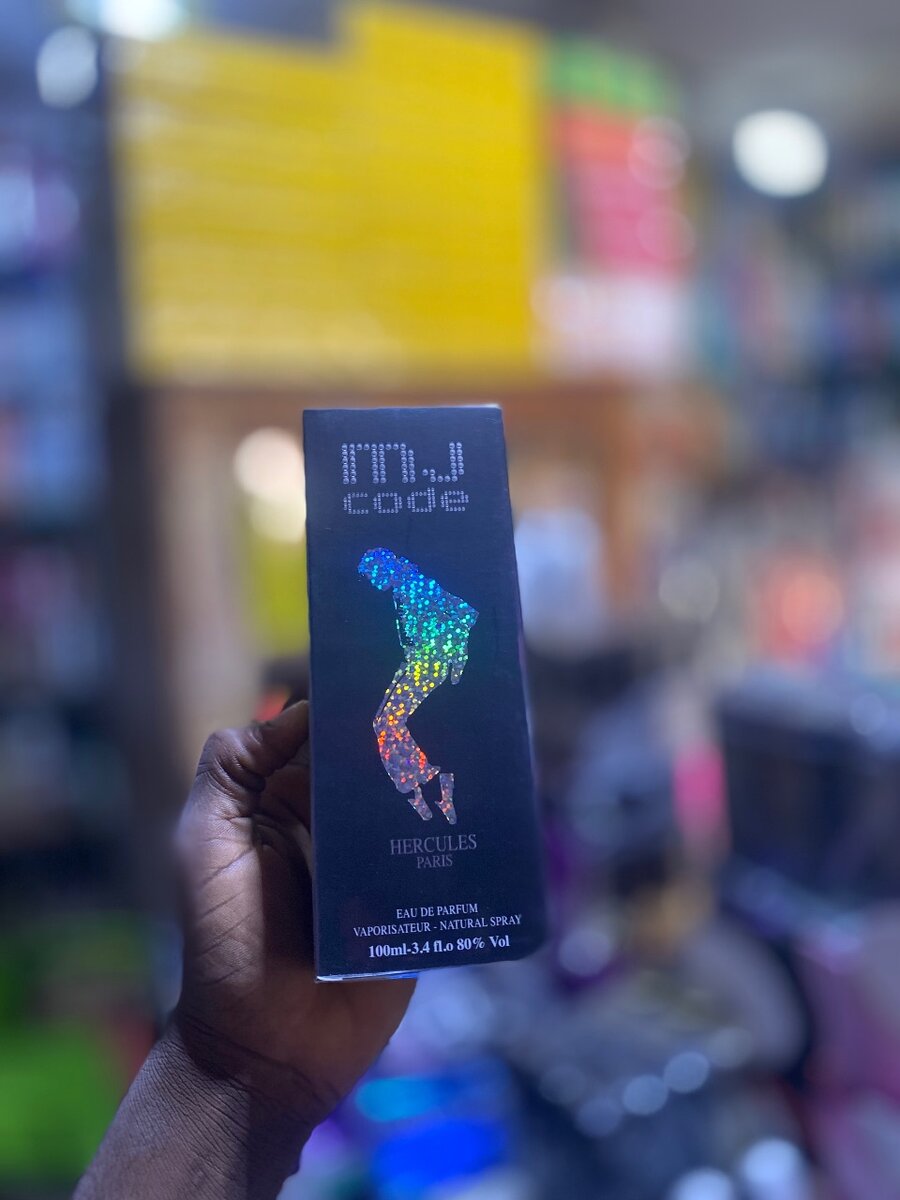 mJ
code
HERCULES
PARIS
EAU DE PARFUM
VAPORISATEUR - NATURAL SPRAY
100ml-3.4 fl.o 80% Vol